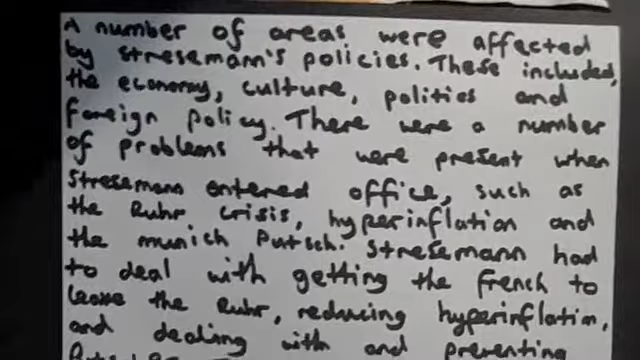 A number of areas were affected
by Stresemann's policies. These included,
the economy, culture, politics and
foreign policy. There were a number
of problems that were present when
Stresemann entered office, such as
the Ruhr crisis, hyperinflation and
the munich Putsch. Stresemann had
to deal with getting the french to
leave the Ruhr, reducing hyperinflation,
and dealing with and preventing